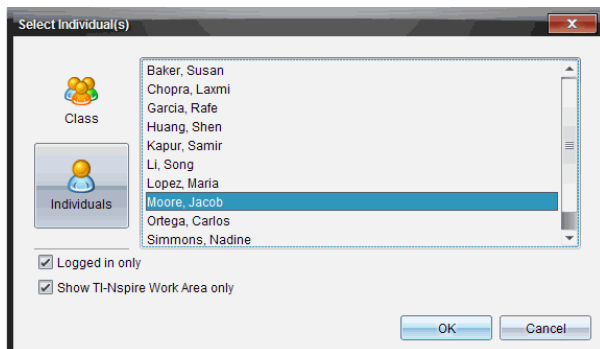 Select Individual(s)
Class
Individuals
Baker, Susan
Chopra, Laxmi
Garcia, Rafe
Huang, Shen
Kapur, Samir
Li, Song
Lopez, Maria
Moore, Jacob
Ortega, Carlos
Simmons, Nadine
Logged in only
Show TI-Nspire Work Area only
OK
Cancel